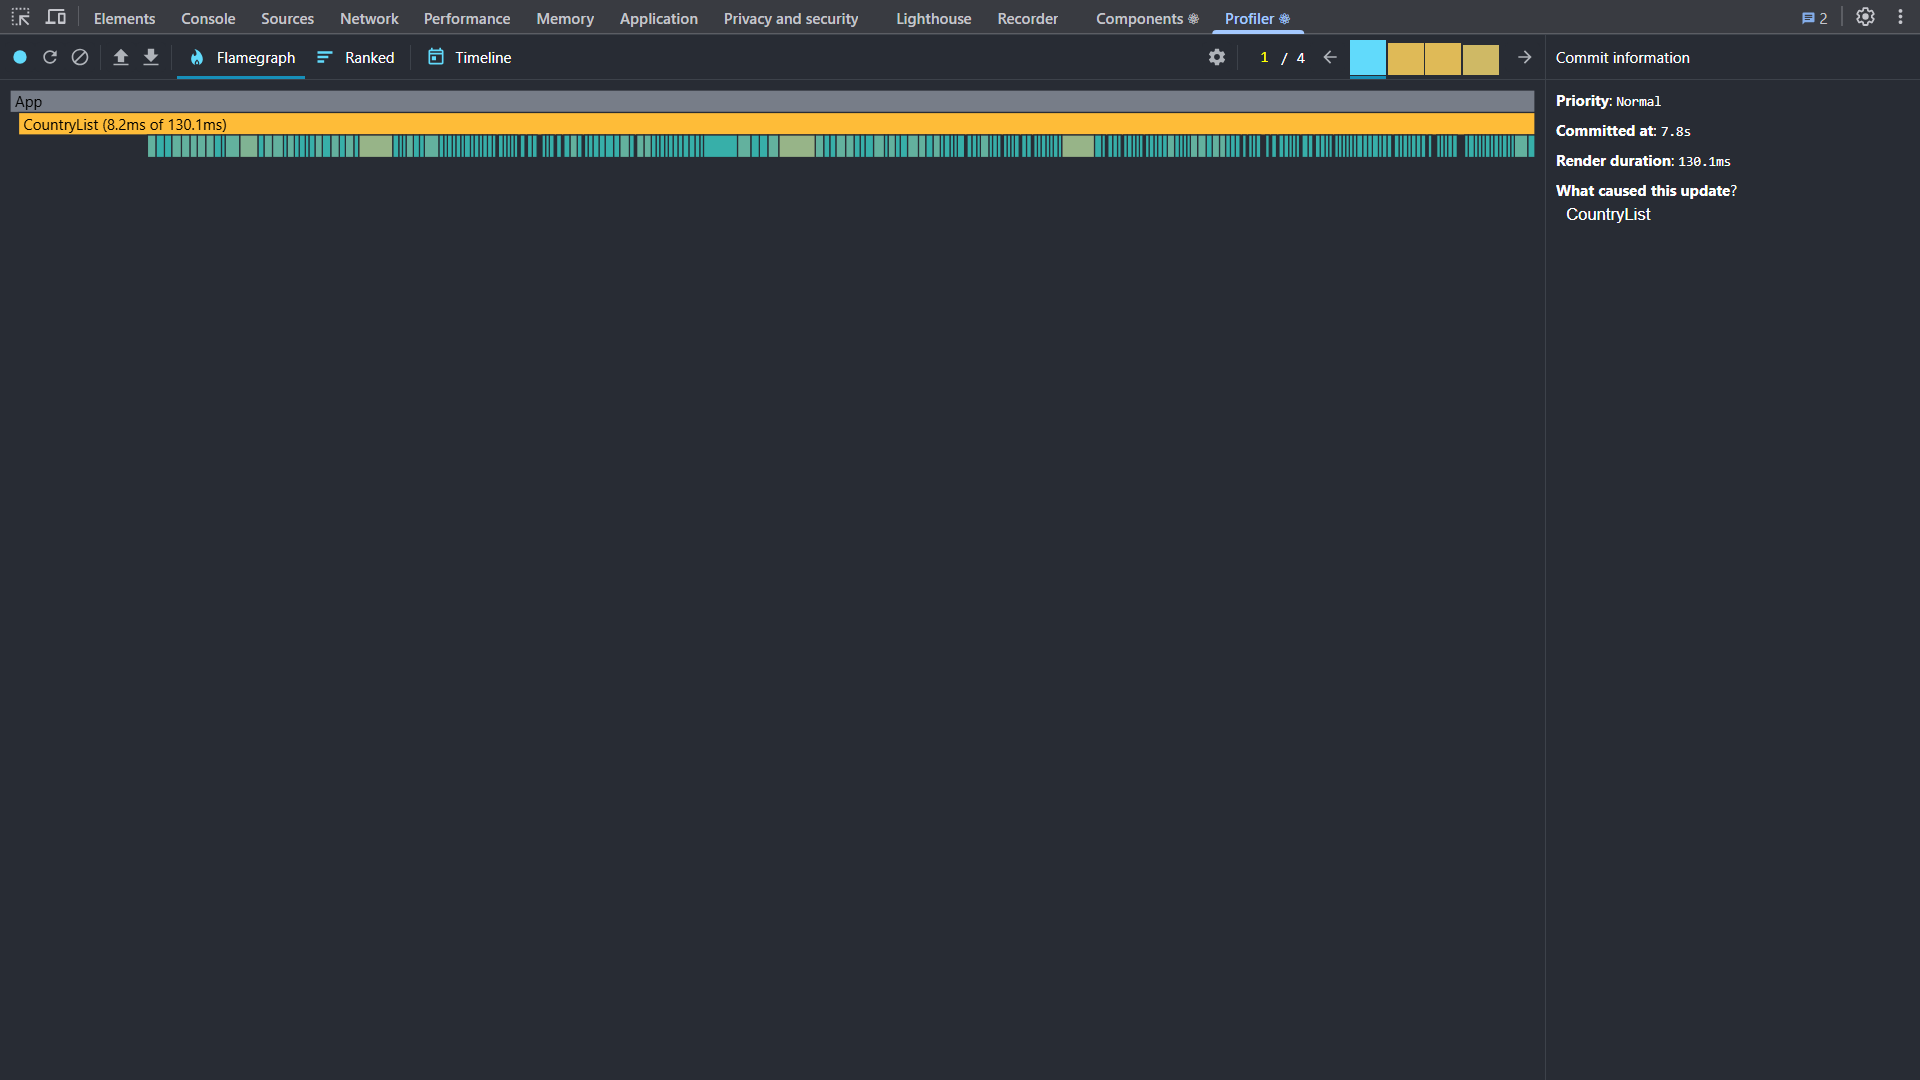 Elements Console Sources Network Performance Memory Application Privacy and security Lighthouse Recorder Components Profiler 2
Flamegraph Ranked Timeline 1 / 4 Commit information
App
CountryList (8.2ms of 130.1ms)
Priority: Normal
Committed at: 7.8s
Render duration: 130.1ms
What caused this update?
CountryList